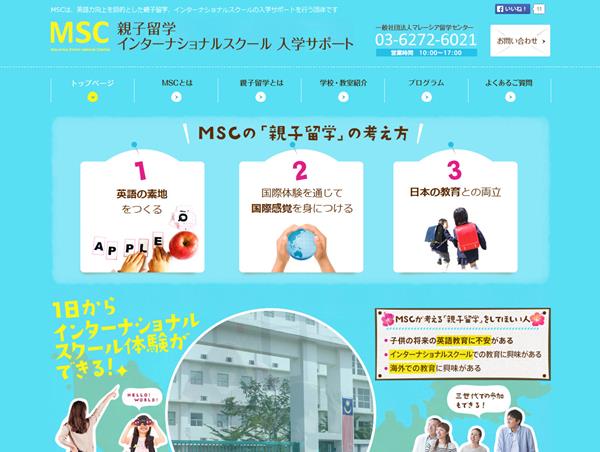 MSCは、英語力向上を目的とした親子留学、インターナショナルスクールの入学サポートを行う団体です
いいね！ 11
MSC
親子留学
インターナショナルスクール 入学サポート
一般社団法人マレーシア留学センター
03-6272-6021
営業時間 10:00〜17:00
お問い合わせ
トップページ
MSCとは
親子留学とは
学校・教室紹介
プログラム
よくあるご質問
MSCの「親子留学」の考え方
1
英語の素地
をつくる
APPLE
2
国際体験を通じて
国際感覚を身につける
3
日本の教育との両立
1日から
インターナショナル
スクール体験が
できる！
HELLO!
WORLD!
MSCが考える「親子留学」をしてほしい人
・子供の将来の英語教育に不安がある
・インターナショナルスクールでの教育に興味がある
・海外での教育に興味がある
三世代での参加
もできる！